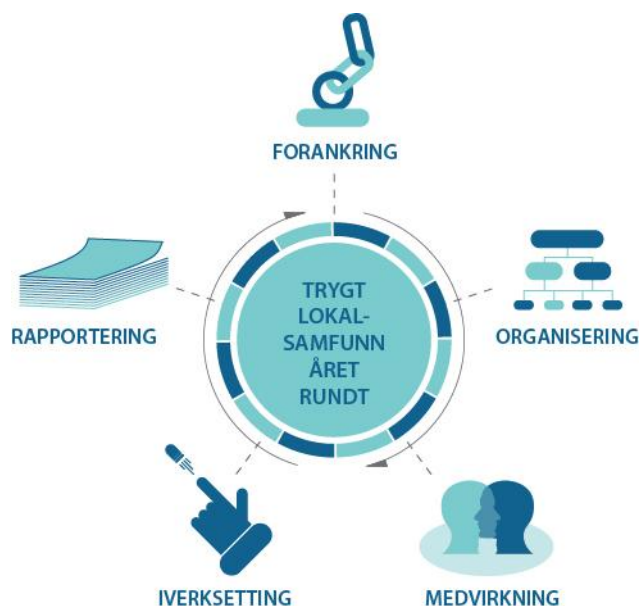 FORANKRING
ORGANISERING
MEDVIRKNING
IVERKSETTING
RAPPORTERING
TRYGT
LOKAL-
SAMFUNN
ÅRET
RUNDT